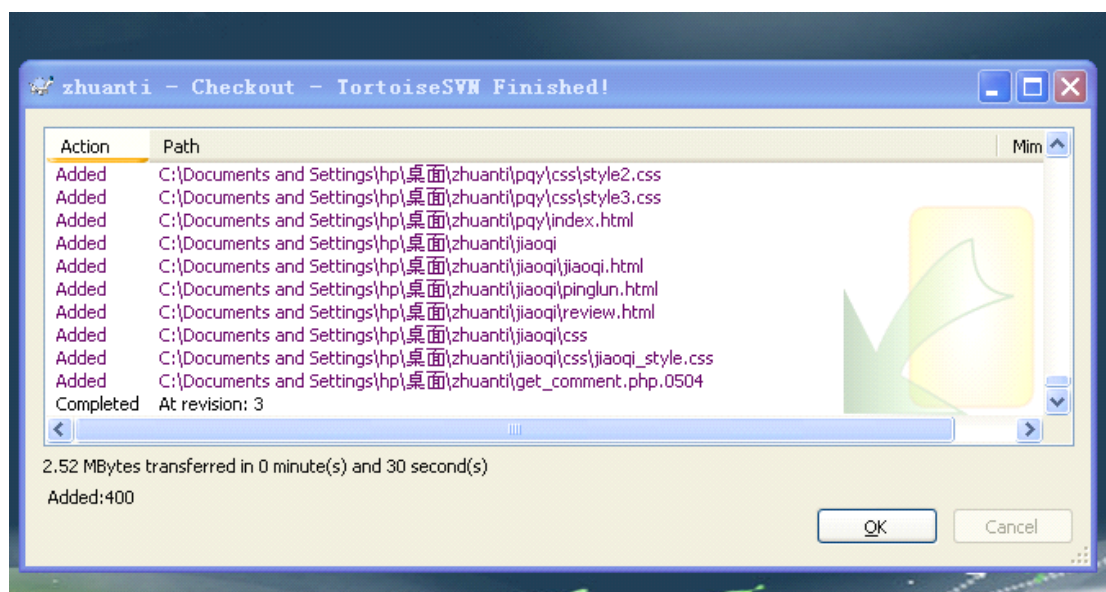 zhuanti - Checkout - TortoiseSVN Finished!
Action Path Mim
Added C:\Documents and Settings\hp\桌面\zhuanti\pqy\css\style2.css
Added C:\Documents and Settings\hp\桌面\zhuanti\pqy\css\style3.css
Added C:\Documents and Settings\hp\桌面\zhuanti\pqy\index.html
Added C:\Documents and Settings\hp\桌面\zhuanti\jiaoqi
Added C:\Documents and Settings\hp\桌面\zhuanti\jiaoqi\jiaoqi.html
Added C:\Documents and Settings\hp\桌面\zhuanti\jiaoqi\pinglun.html
Added C:\Documents and Settings\hp\桌面\zhuanti\jiaoqi\review.html
Added C:\Documents and Settings\hp\桌面\zhuanti\jiaoqi\css
Added C:\Documents and Settings\hp\桌面\zhuanti\jiaoqi\css\jiaoqi_style.css
Added C:\Documents and Settings\hp\桌面\zhuanti\get_comment.php.0504
Completed At revision: 3
2.52 MBytes transferred in 0 minute(s) and 30 second(s)
Added:400
OK Cancel